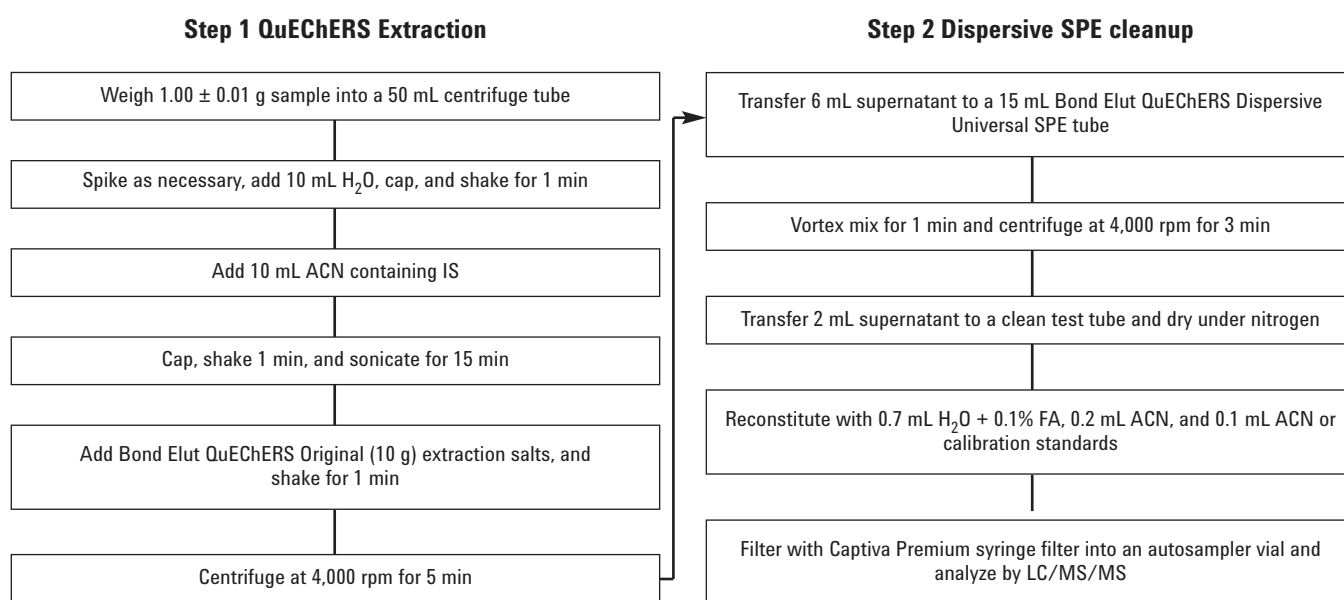 Step 1 QuEChERS Extraction
Weigh 1.00 ± 0.01 g sample into a 50 mL centrifuge tube
Spike as necessary, add 10 mL H₂O, cap, and shake for 1 min
Add 10 mL ACN containing IS
Cap, shake 1 min, and sonicate for 15 min
Add Bond Elut QuEChERS Original (10 g) extraction salts, and
shake for 1 min
Centrifuge at 4,000 rpm for 5 min
Step 2 Dispersive SPE cleanup
Transfer 6 mL supernatant to a 15 mL Bond Elut QuEChERS Dispersive
Universal SPE tube
Vortex mix for 1 min and centrifuge at 4,000 rpm for 3 min
Transfer 2 mL supernatant to a clean test tube and dry under nitrogen
Reconstitute with 0.7 mL H₂O + 0.1% FA, 0.2 mL ACN, and 0.1 mL ACN or
calibration standards
Filter with Captiva Premium syringe filter into an autosampler vial and
analyze by LC/MS/MS